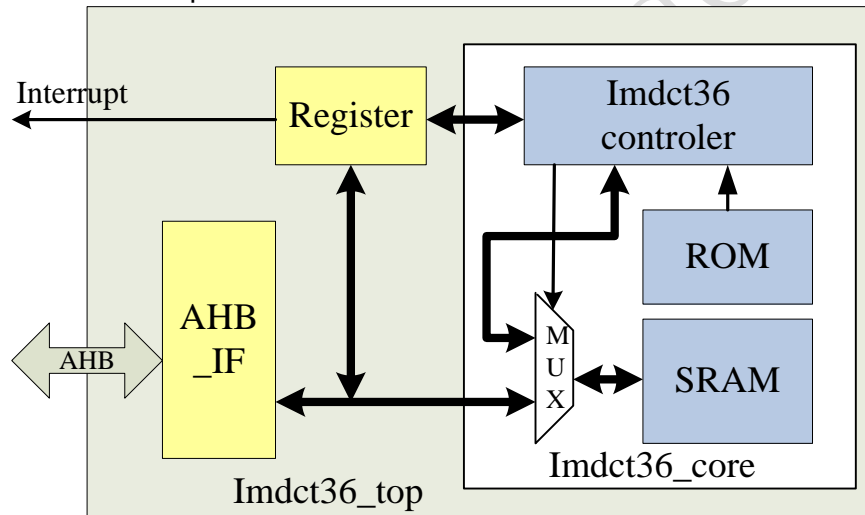 Interrupt
Register
Imdct36
controler
ROM
AHB
_IF
AHB
M
U
X
SRAM
Imdct36_core
Imdct36_top